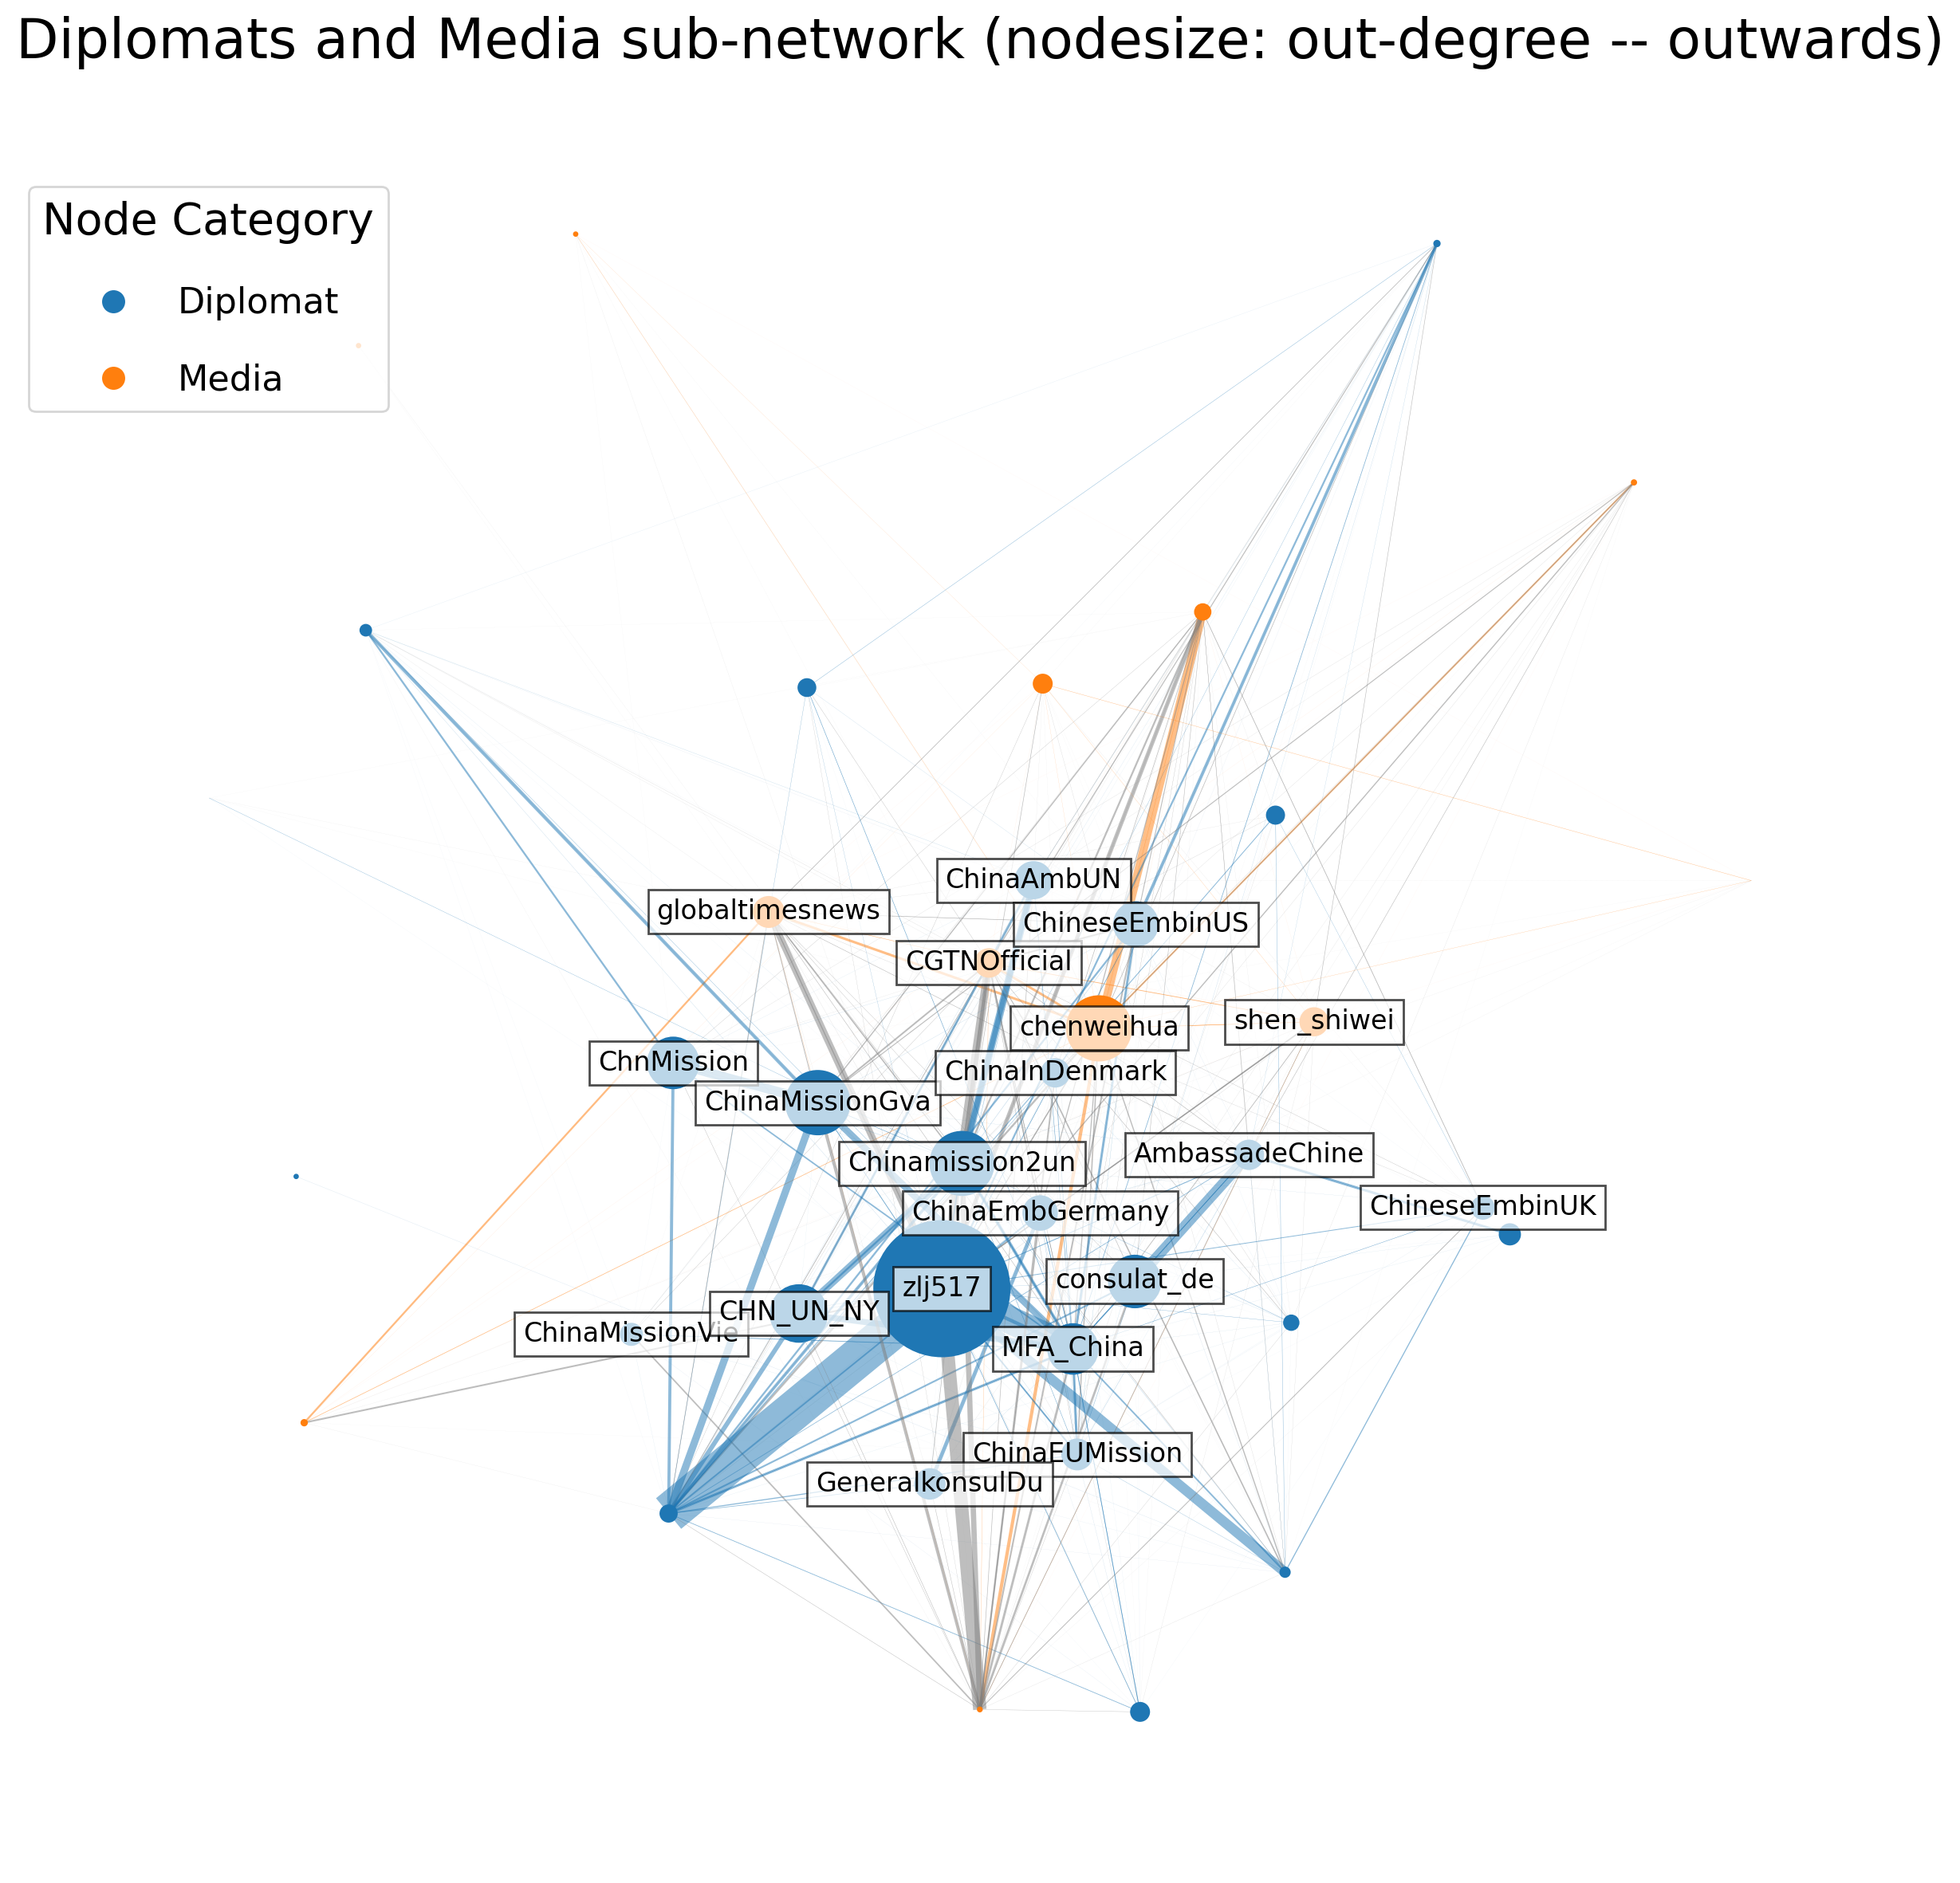 Diplomats and Media sub-network (nodesize: out-degree -- outwards)
Node Category
Diplomat
Media
ChinaAmbUN
globaltimesnews
ChineseEmbinUS
CGTNOfficial
chenweihua
shen_shiwei
ChnMission
ChinaInDenmark
ChinaMissionGva
AmbassadeChine
Chinamission2un
ChineseEmbinUK
ChinaEmbGermany
consulat_de
zlj517
CHN_UN_NY
ChinaMissionVie
MFA_China
ChinaEUMission
GeneralkonsulDu